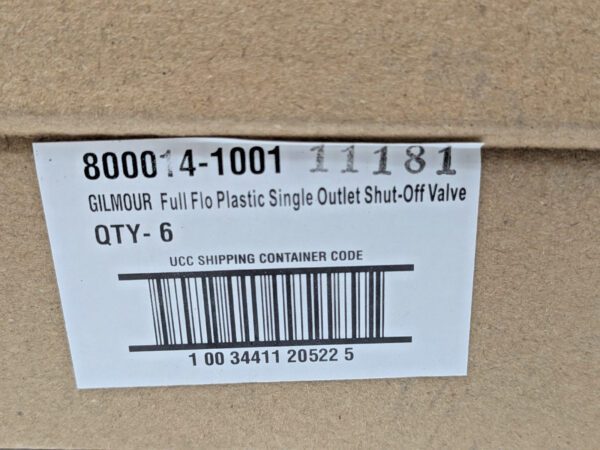 800014-1001 11181
GILMOUR Full Flo Plastic Single Outlet Shut-Off Valve
QTY- 6
UCC SHIPPING CONTAINER CODE
1 00 34411 20522 5